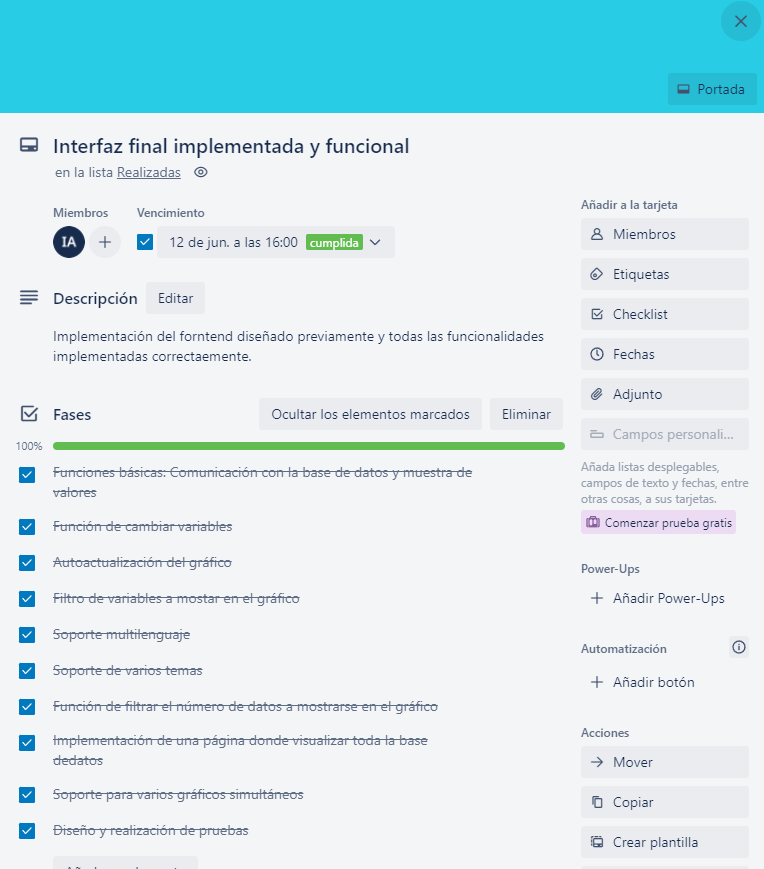 Portada
Interfaz final implementada y funcional
en la lista Realizadas
Miembros
Vencimiento
IA
12 de jun. a las 16:00 cumplida
Descripción
Editar
Implementación del forntend diseñado previamente y todas las funcionalidades
implementadas correctaemente.
Fases
Ocultar los elementos marcados
Eliminar
100%
Funciones básicas: Comunicación con la base de datos y muestra de
valores
Función de cambiar variables
Autoactualización del gráfico
Filtro de variables a mostar en el gráfico
Soporte multilenguaje
Soporte de varios temas
Función de filtrar el número de datos a mostrarse en el gráfico
Implementación de una página donde visualizar toda la base
dedatos
Soporte para varios gráficos simultáneos
Diseño y realización de pruebas
Añadir a la tarjeta
Miembros
Etiquetas
Checklist
Fechas
Adjunto
Campos personali...
Añada listas desplegables,
campos de texto y fechas, entre
otras cosas, a sus tarjetas.
Comenzar prueba gratis
Power-Ups
Añadir Power-Ups
Automatización
Añadir botón
Acciones
Mover
Copiar
Crear plantilla